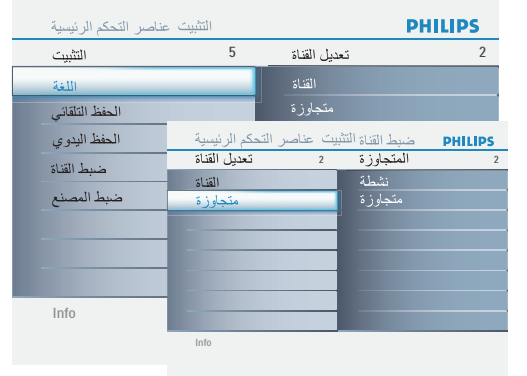 التثبيت عناصر التحكم الرئيسية
PHILIPS
التثبيت 5
تعديل القناة 2
اللغة
القناة
الحفظ التلقائي
متجاوزة
الحفظ اليدوي
ضبط القناة
ضبط المصنع
Info
ضبط القناة التثبيت عناصر التحكم الرئيسية
PHILIPS
تعديل القناة 2
المتجاوزة 2
القناة
نشطة
متجاوزة
متجاوزة
Info